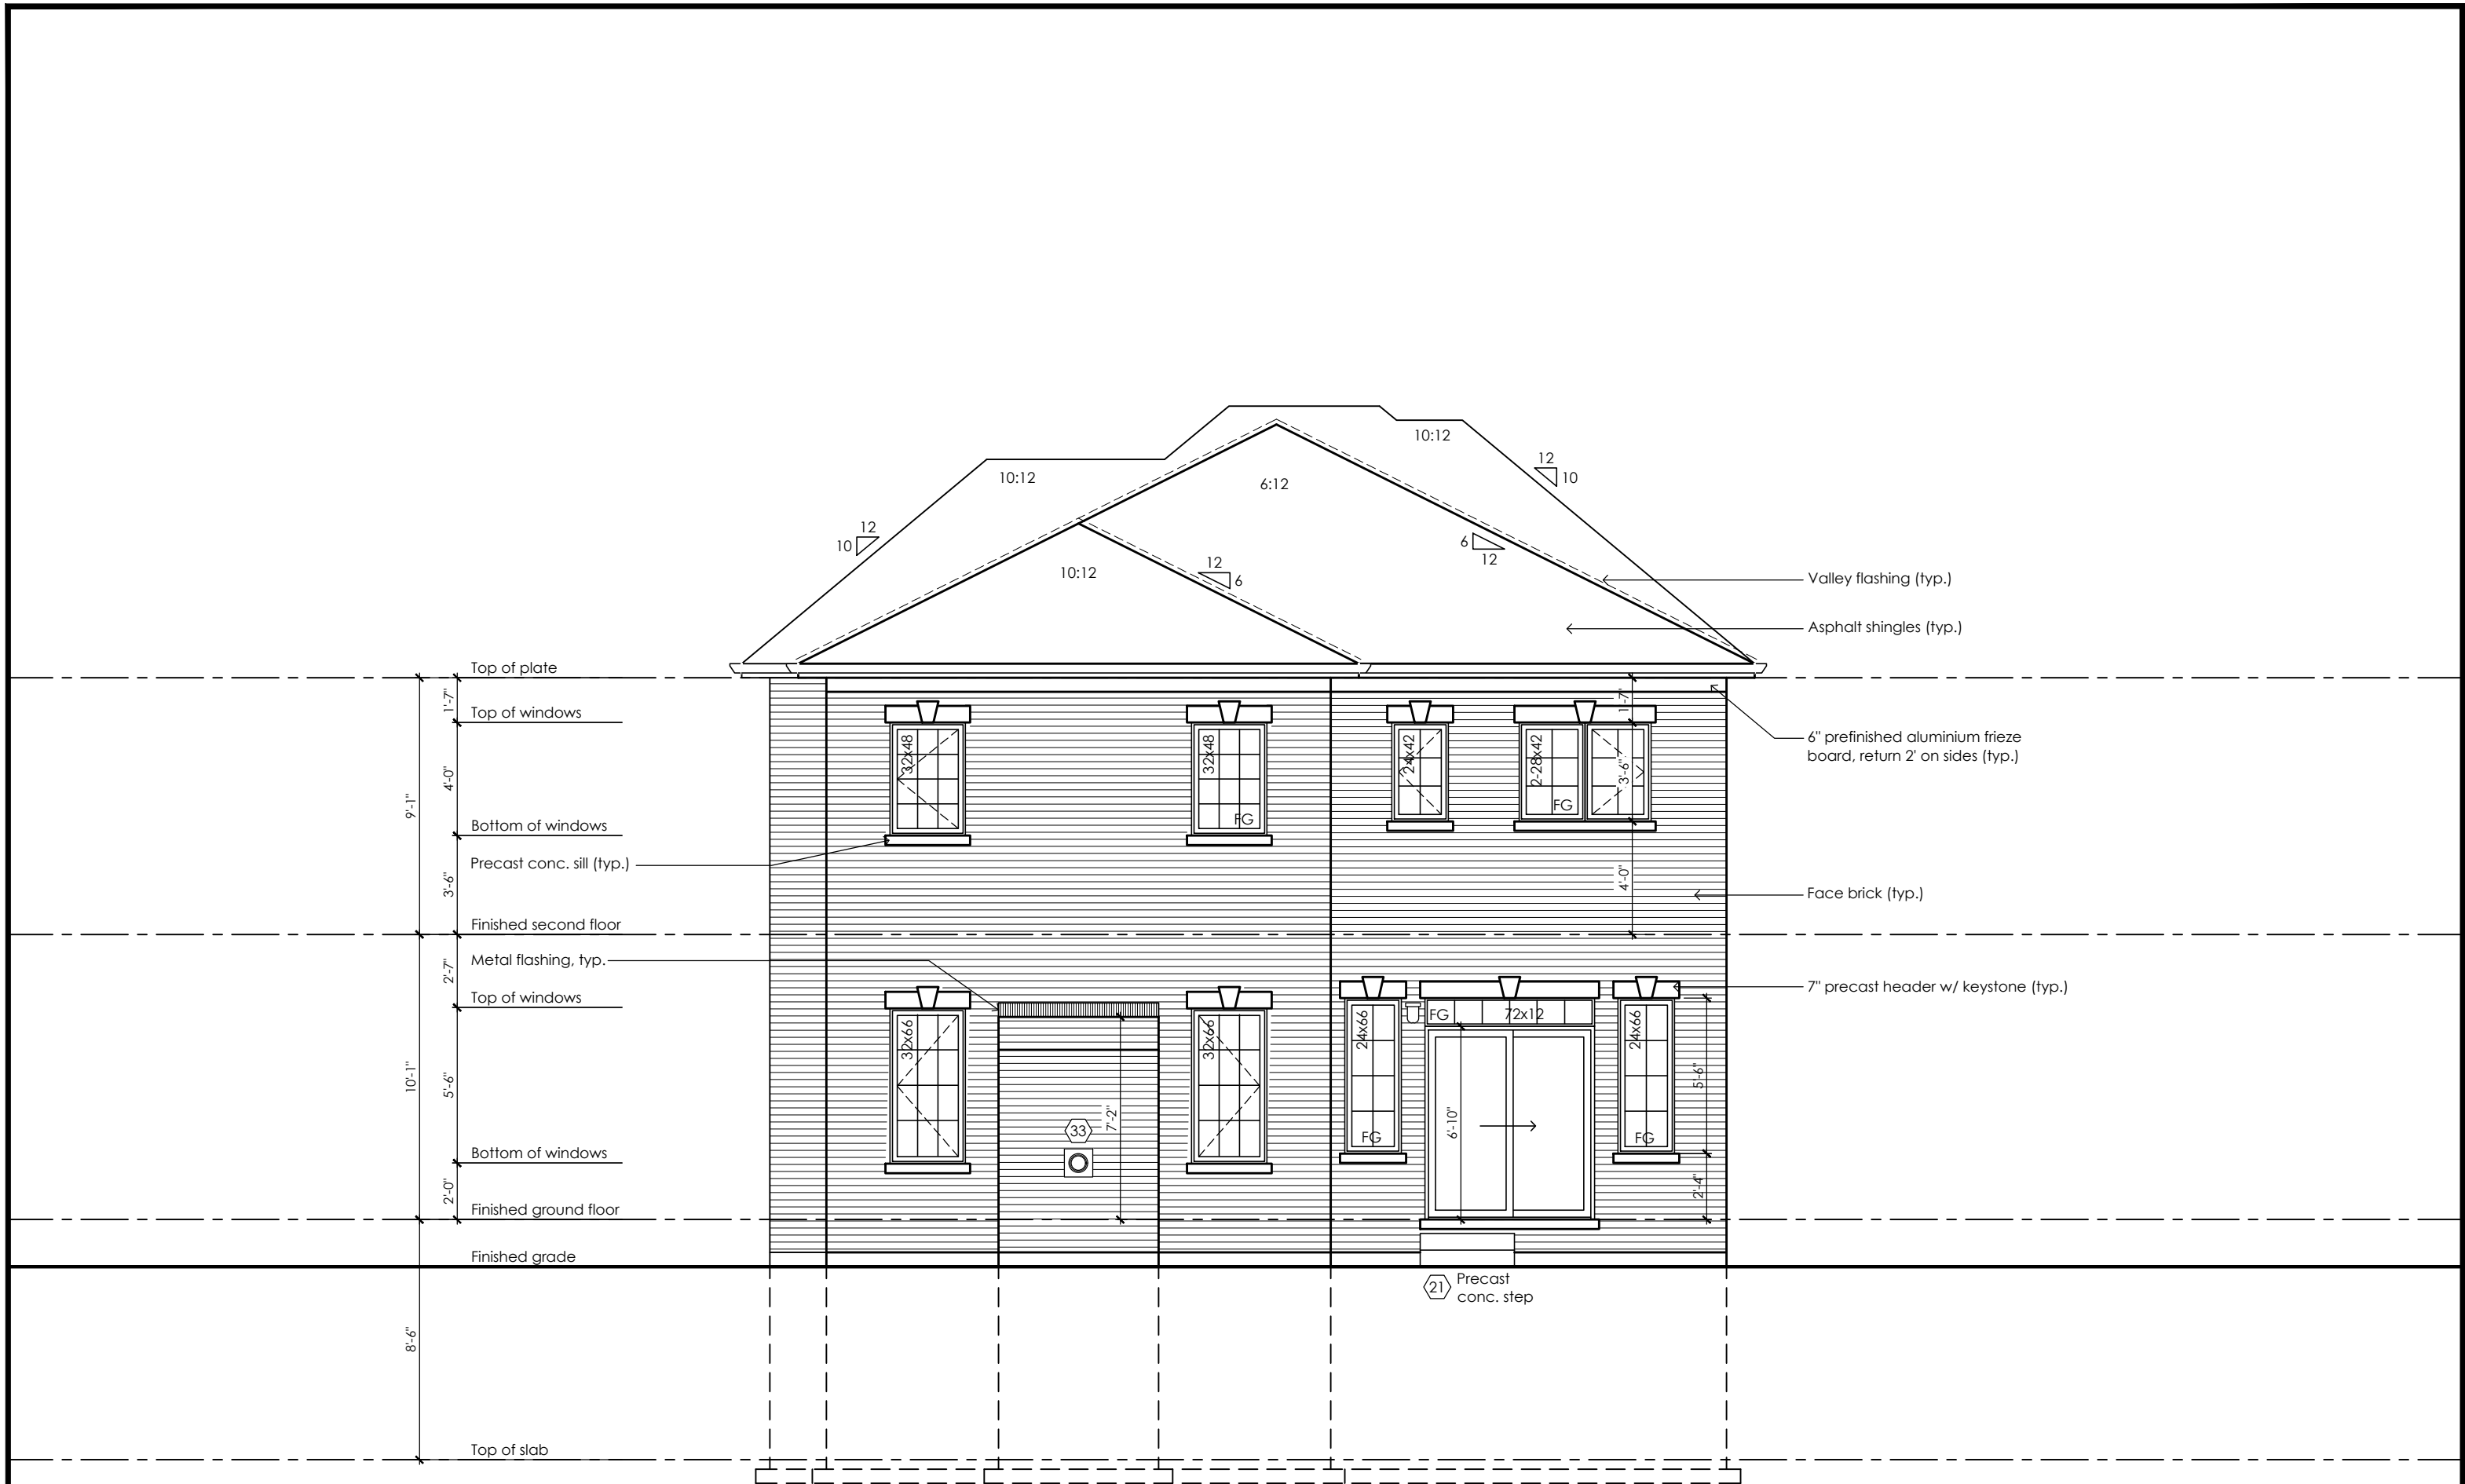 10:12
12
10
10:12
6:12
12
10
6
12
10:12
12
6
Valley flashing (typ.)
Asphalt shingles (typ.)
Top of plate
1'-7"
Top of windows
1'-7"
6" prefinished aluminium frieze
board, return 2' on sides (typ.)
32x48
32x48
FG
24x42
2-28x42
FG
3'-6"
4'-0"
9'-1"
Bottom of windows
Precast conc. sill (typ.)
3'-6"
4'-0"
Face brick (typ.)
Finished second floor
Metal flashing, typ.
2'-7"
Top of windows
7" precast header w/ keystone (typ.)
32x66
32x66
24x66
FG
FG
72x12
24x66
FG
10'-1"
5'-6"
33
7'-2"
6'-10"
5'-6"
Bottom of windows
2'-0"
2'-4"
Finished ground floor
Finished grade
21
Precast
conc. step
8'-6"
Top of slab